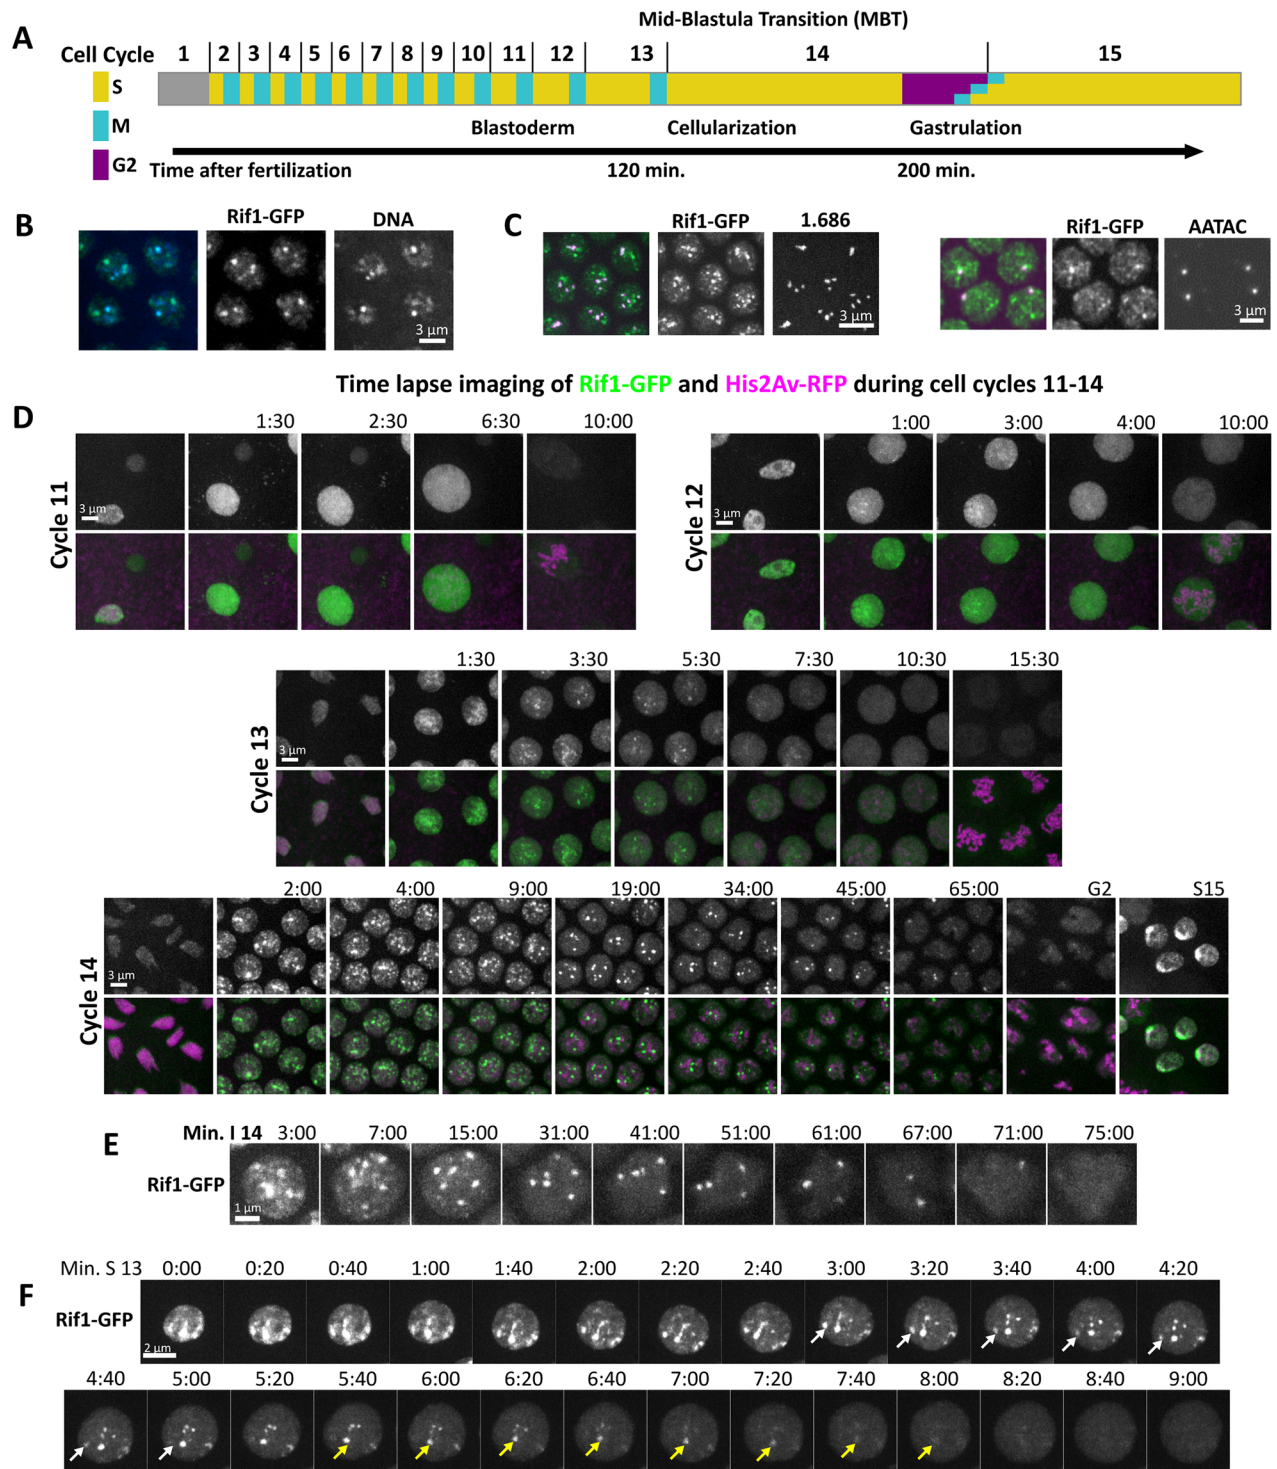 Mid-Blastula Transition (MBT)
A
Cell Cycle 1 2 3 4 5 6 7 8 9 10 11 12 13 14 15
S
M
G2
Blastoderm Cellularization Gastrulation
Time after fertilization 120 min. 200 min.
B
Rif1-GFP DNA
3 µm
C
Rif1-GFP 1.686
3 µm
Rif1-GFP AATAC
3 µm
Time lapse imaging of Rif1-GFP and His2Av-RFP during cell cycles 11-14
D
Cycle 11
1:30 2:30 6:30 10:00
3 µm
Cycle 12
1:00 3:00 4:00 10:00
3 µm
Cycle 13
1:30 3:30 5:30 7:30 10:30 15:30
3 µm
Cycle 14
2:00 4:00 9:00 19:00 34:00 45:00 65:00 G2 S15
3 µm
E
Min. I 14 3:00 7:00 15:00 31:00 41:00 51:00 61:00 67:00 71:00 75:00
Rif1-GFP
1 µm
F
Min. S 13 0:00 0:20 0:40 1:00 1:40 2:00 2:20 2:40 3:00 3:20 3:40 4:00 4:20
Rif1-GFP
2 µm
4:40 5:00 5:20 5:40 6:00 6:20 6:40 7:00 7:20 7:40 8:00 8:20 8:40 9:00